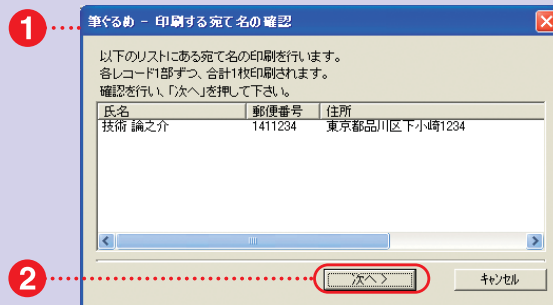 1
筆ぐるめ - 印刷する宛て名の確認
以下のリストにある宛て名の印刷を行います。
各レコード1部ずつ、合計1枚印刷されます。
確認を行い、「次へ」を押して下さい。
氏名 郵便番号 住所
技術 論之介 1411234 東京都品川区下小崎1234
2
次へ > キャンセル